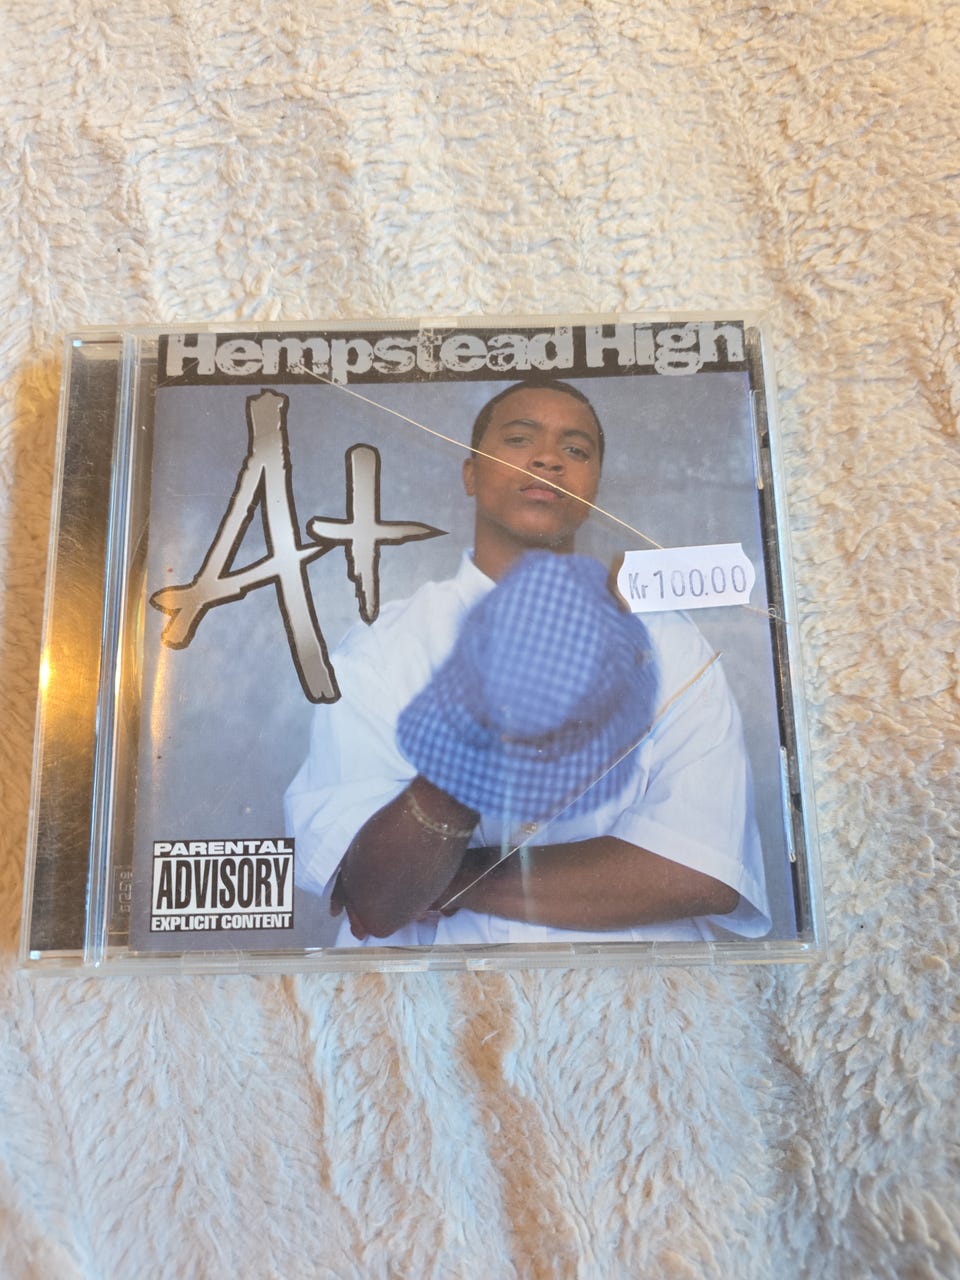 Hempstead High
A+
Kr 100.00
PARENTAL
ADVISORY
EXPLICIT CONTENT